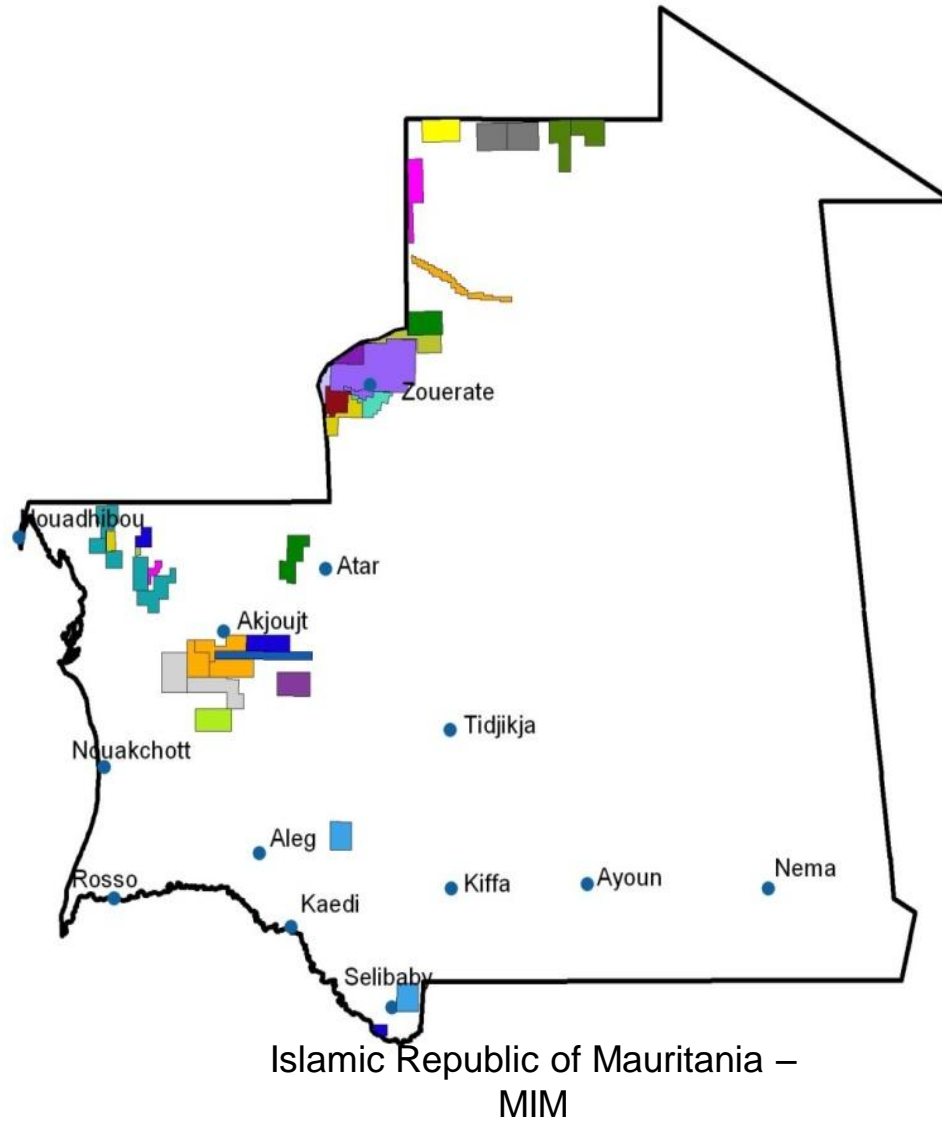 Zouerate
Nouadhibou
Atar
Akjoujt
Tidjikja
Nouakchott
Aleg
Rosso
Kiffa
Ayoun
Nema
Kaedi
Selibaby
Islamic Republic of Mauritania –
MIM